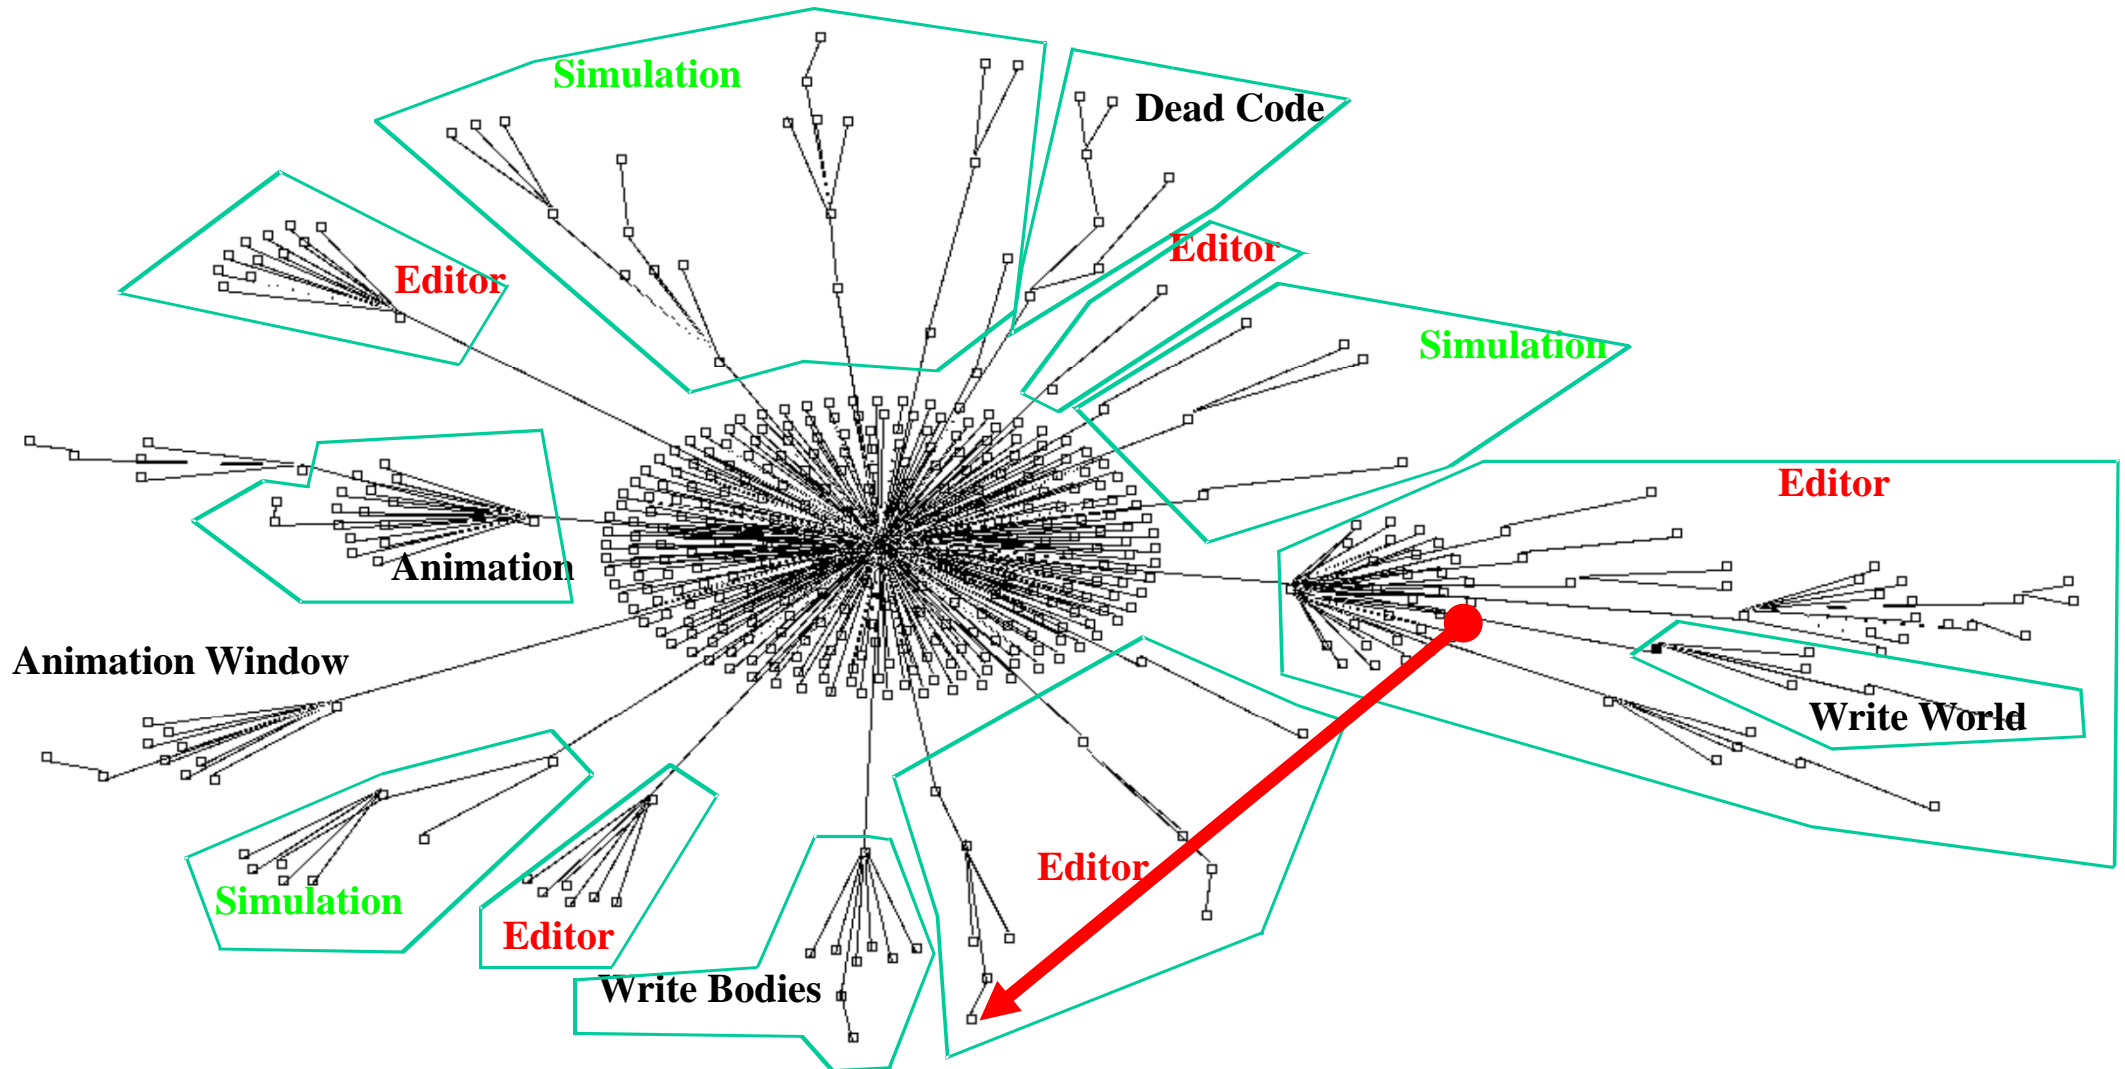 Simulation
Dead Code
Editor
Editor
Simulation
Editor
Animation
Animation Window
Write World
Editor
Simulation
Editor
Write Bodies